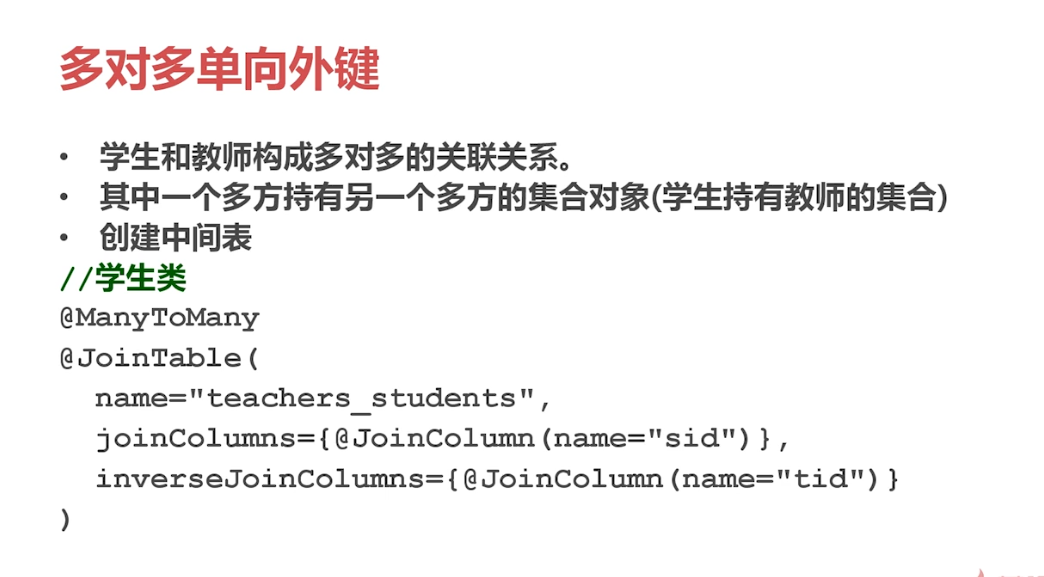 多对多单向外键
• 学生和教师构成多对多的关联关系。
• 其中一个多方持有另一个多方的集合对象(学生持有教师的集合)
• 创建中间表
//学生类
@ManyToMany
@JoinTable(
name="teachers_students",
joinColumns={@JoinColumn(name="sid")},
inverseJoinColumns={@JoinColumn(name="tid")}
)